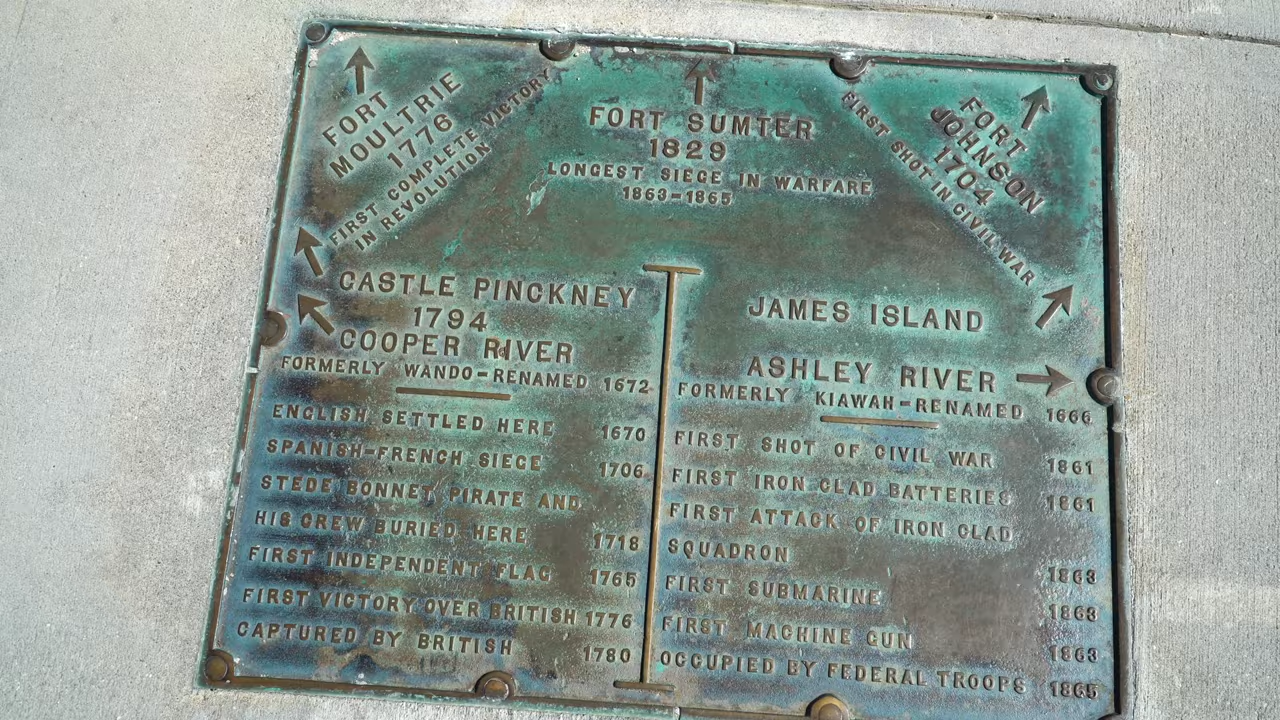 FORT
MOULTRIE
1776
FIRST COMPLETE VICTORY
IN REVOLUTION
FORT SUMTER
1829
LONGEST SIEGE IN WARFARE
1863-1865
FORT
JOHNSON
1704
FIRST SHOT IN CIVIL WAR
CASTLE PINCKNEY
1794
COOPER RIVER
FORMERLY WANDO-RENAMED 1672
ENGLISH SETTLED HERE 1670
SPANISH-FRENCH SIEGE 1706
STEDE BONNET, PIRATE AND
HIS CREW BURIED HERE 1718
FIRST INDEPENDENT FLAG 1765
FIRST VICTORY OVER BRITISH 1776
CAPTURED BY BRITISH 1780
JAMES ISLAND
ASHLEY RIVER
FORMERLY KIAWAH-RENAMED 1666
FIRST SHOT OF CIVIL WAR 1861
FIRST IRON CLAD BATTERIES 1861
FIRST ATTACK OF IRON CLAD
SQUADRON 1863
FIRST SUBMARINE 1863
FIRST MACHINE GUN 1863
OCCUPIED BY FEDERAL TROOPS 1865